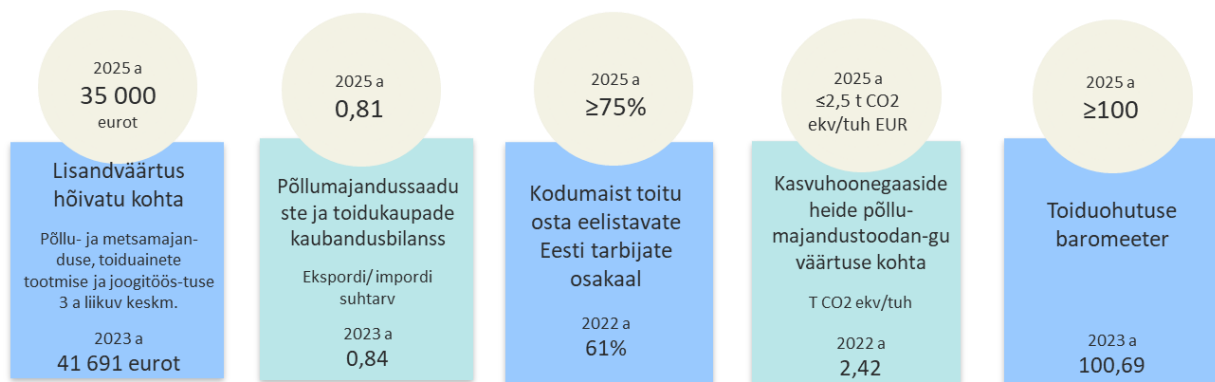 2025 a
35 000
eurot
Lisandväärtus
hõivatu kohta
Põllu- ja metsamajan-
duse, toiduainete
tootmise ja joogitöös-tuse
3 a liikuv keskm.
2023 a
41 691 eurot
2025 a
0,81
Põllumajandussaadu
ste ja toidukaupade
kaubandusbilanss
Ekspordi/ impordi
suhtarv
2023 a
0,84
2025 a
≥75%
Kodumaist toitu
osta eelistavate
Eesti tarbijate
osakaal
2022 a
61%
2025 a
≤2,5 t CO2
ekv/tuh EUR
Kasvuhoonegaaside
heide põllu-
majandustoodan-gu
väärtuse kohta
T CO2 ekv/tuh
2022 a
2,42
2025 a
≥100
Toiduohutuse
baromeeter
2023 a
100,69